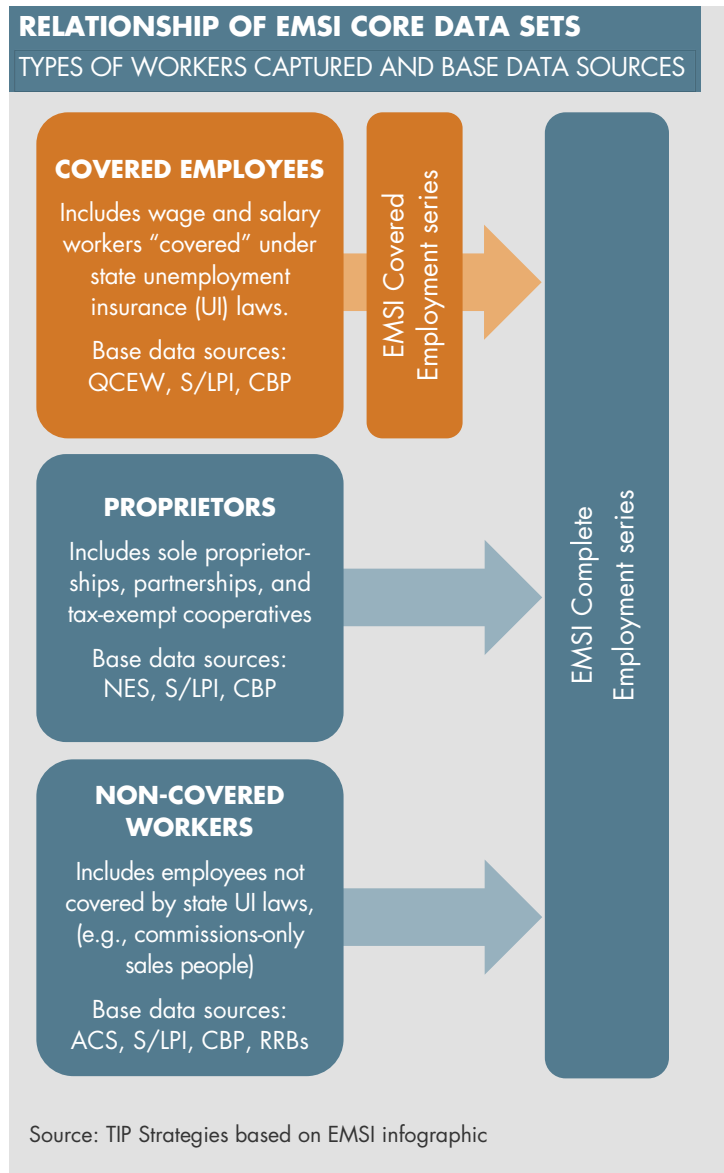 RELATIONSHIP OF EMSI CORE DATA SETS
TYPES OF WORKERS CAPTURED AND BASE DATA SOURCES
COVERED EMPLOYEES
Includes wage and salary
workers “covered” under
state unemployment
insurance (UI) laws.
Base data sources:
QCEW, S/LPI, CBP
EMSI Covered
Employment series
PROPRIETORS
Includes sole proprietor-
ships, partnerships, and
tax-exempt cooperatives
Base data sources:
NES, S/LPI, CBP
NON-COVERED
WORKERS
Includes employees not
covered by state UI laws,
(e.g., commissions-only
sales people)
Base data sources:
ACS, S/LPI, CBP, RRBs
EMSI Complete
Employment series
Source: TIP Strategies based on EMSI infographic